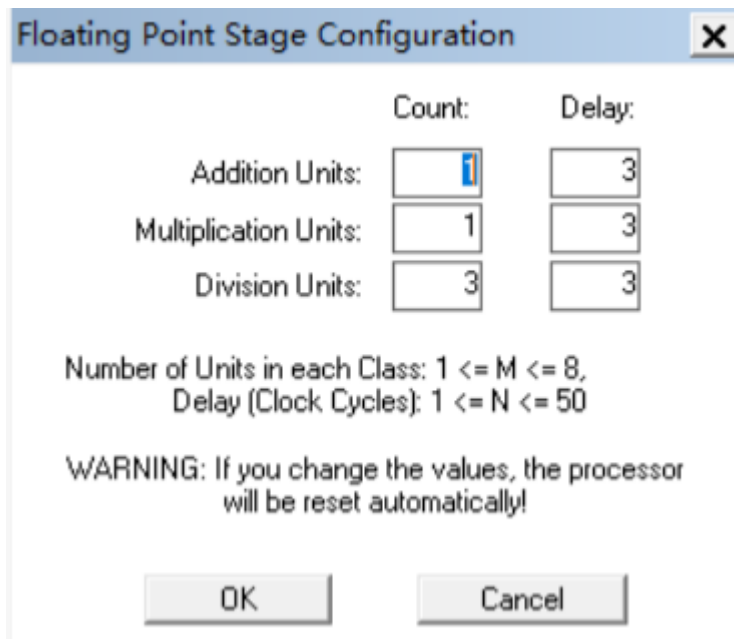 Floating Point Stage Configuration
Count: Delay:
Addition Units: 1 3
Multiplication Units: 1 3
Division Units: 3 3
Number of Units in each Class: 1 <= M <= 8,
Delay (Clock Cycles): 1 <= N <= 50
WARNING: If you change the values, the processor
will be reset automatically!
OK Cancel